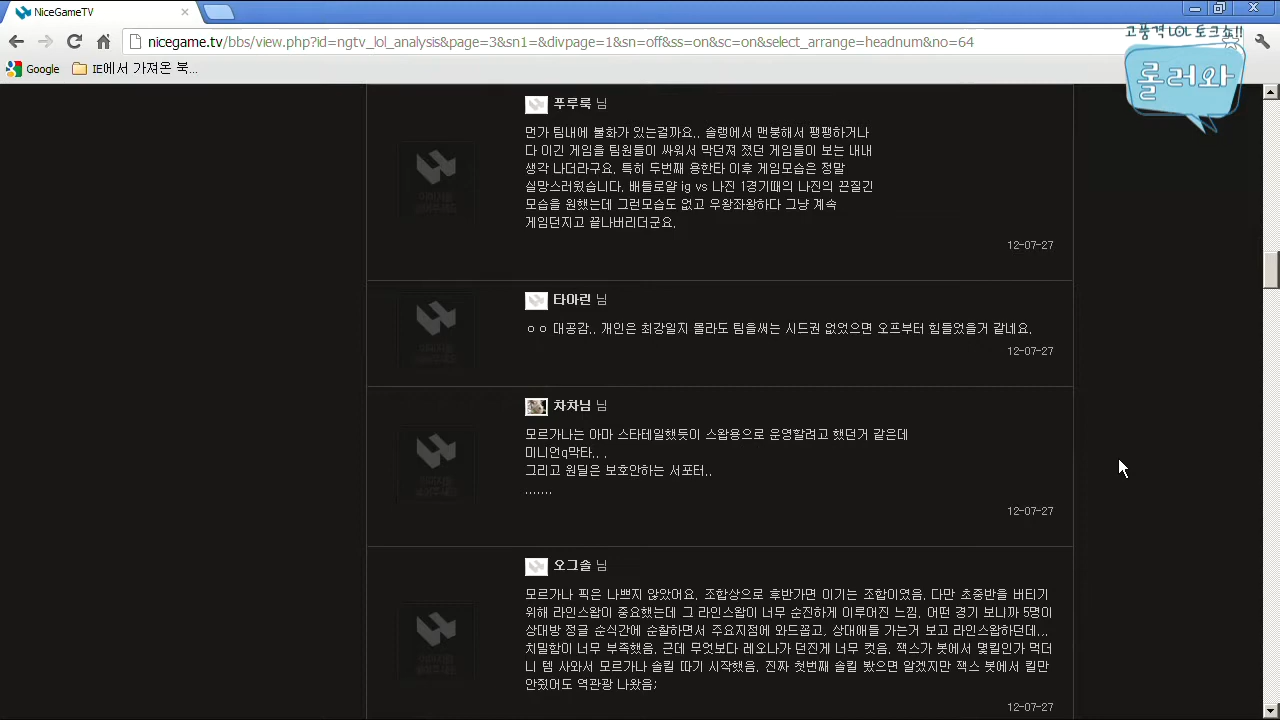 NiceGameTV
고품격 LOL 토크쇼!!
nicegame.tv/bbs/view.php?id=ngtv_lol_analysis&page=3&sn1=&divpage=1&sn=off&ss=on&sc=on&select_arrange=headnum&no=64
롤러와
Google
IE에서 가져온 북...
푸루룩 님
먼가 팀내에 불화가 있는걸까요.. 솔랭에서 맨붕해서 팽팽하거나
다 이긴 게임을 팀원들이 싸워서 막던져 졌던 게임들이 보는 내내
생각 나더라구요. 특히 두번째 용한타 이후 게임모습은 정말
실망스러웠습니다. 배틀로얄 ig vs 나진 1경기때의 나진의 끈질긴
모습을 원했는데 그런모습도 없고 우왕좌왕하다 그냥 계속
게임던지고 끝나버리더군요.
12-07-27
타아린 님
ㅇㅇ 대공감.. 개인은 최강일지 몰라도 팀을써는 시드권 없었으면 오프부터 힘들었을거 같네요.
12-07-27
차차님 님
모르가나는 아마 스타테일했듯이 스왑용으로 운영할려고 했던거 같은데
미니언q막타.. .
그리고 원딜은 보호안하는 서포터..
.......
12-07-27
오그솔 님
모르가나 픽은 나쁘지 않았어요. 조합상으로 후반가면 이기는 조합이였음. 다만 초중반을 버티기
위해 라인스왑이 중요했는데 그 라인스왑이 너무 순진하게 이루어진 느낌. 어떤 경기 보니까 5명이
상대방 정글 순식간에 순찰하면서 주요지점에 와드꼽고. 상대애들 가는거 보고 라인스왑하던데...
치밀함이 너무 부족했음. 근데 무엇보다 레오나가 던진게 너무 컷음. 잭스가 봇에서 몇킬인가 먹더
니 템 사와서 모르가나 솔킬 따기 시작했음. 진짜 첫번째 솔킬 봣으면 알겠지만 잭스 봇에서 킬만
안줬어도 역관광 나왔음;
12-07-27